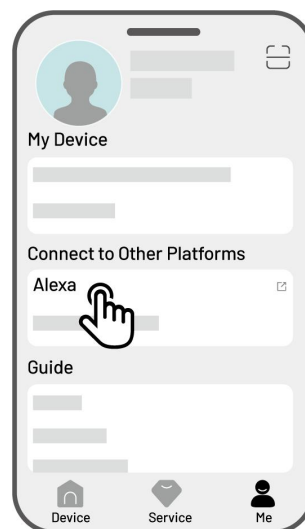 My Device
Connect to Other Platforms
Alexa
Guide
Device Service Me